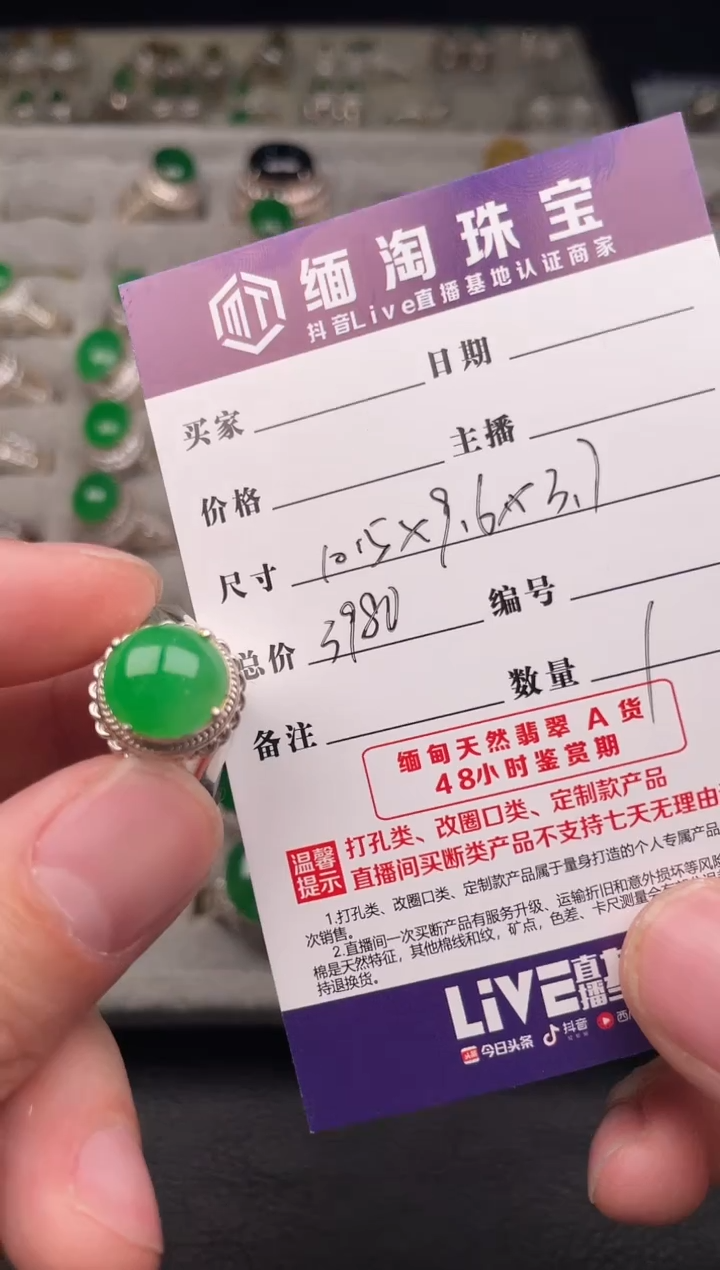 缅淘珠宝
抖音Live直播基地认证商家
日期
买家
主播
价格
尺寸 10.15×9.6×3.7
总价 3980 编号
备注 数量 1
缅甸天然翡翠A货
48小时鉴赏期
温馨提示
打孔类、改圈口类、定制款产品
直播间买断类产品不支持七天无理由
1.打孔类、改圈口类、定制款产品属于量身打造的个人专属产品
次销售。
2.直播间一次买断产品有服务升级、运输折旧和意外损坏等风险
棉是天然特征，其他棉线和纹，矿点，色差、卡尺测量会有
持退换货。
LiVE直播
今日头条 抖音 西